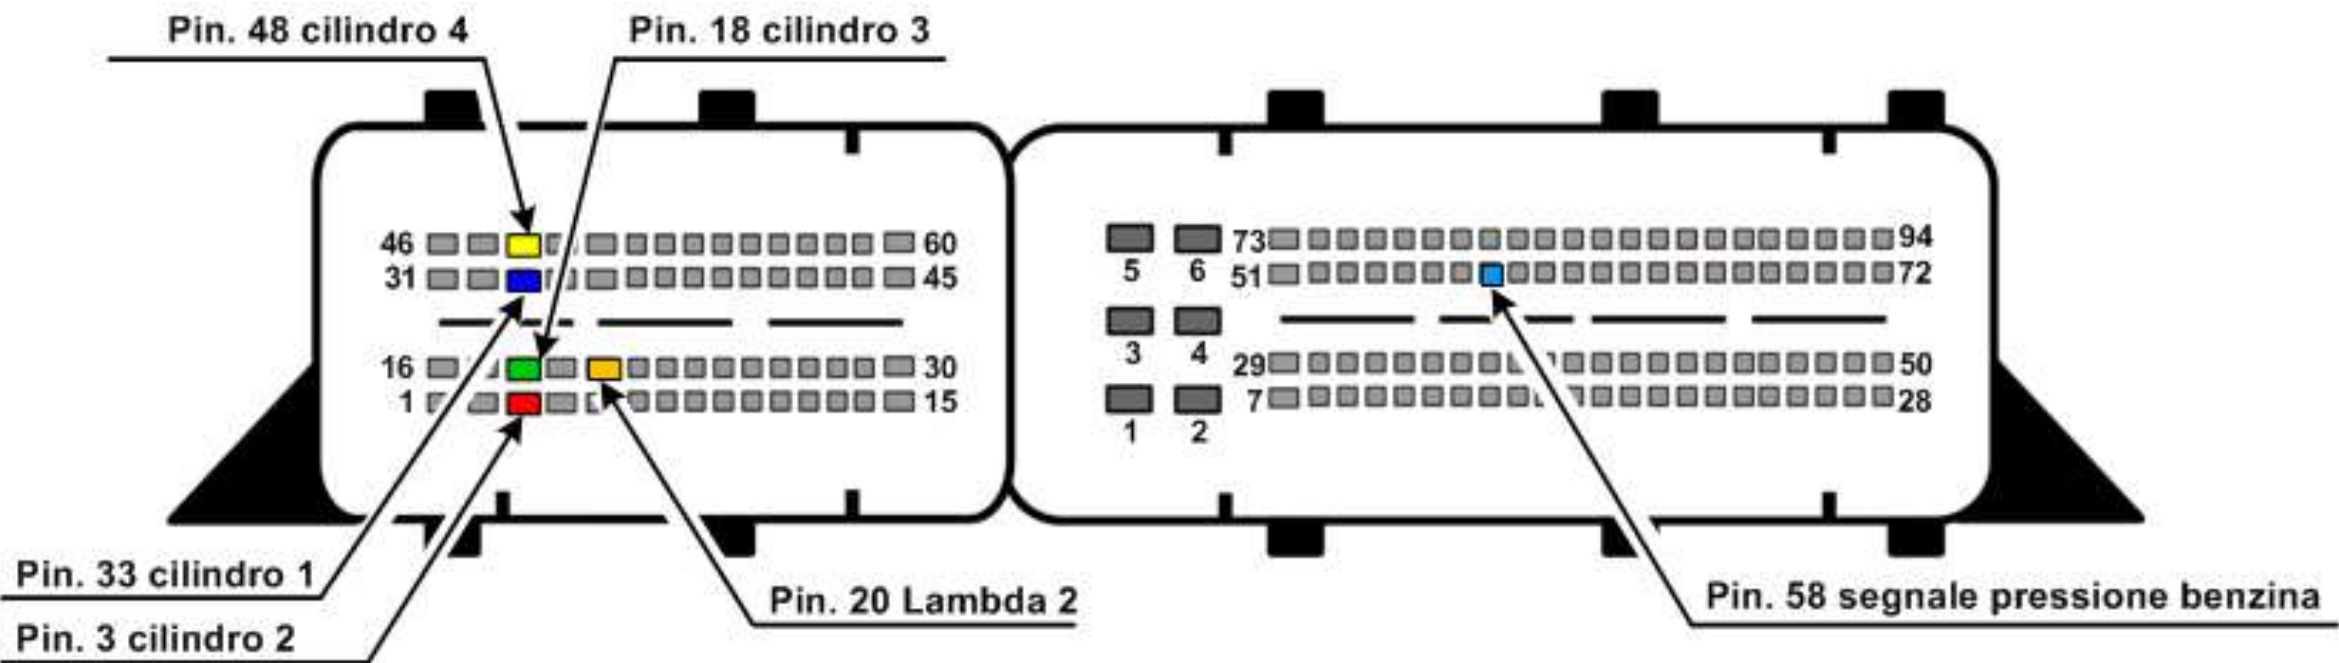 Pin. 48 cilindro 4
Pin. 18 cilindro 3
46 60
31 45
16 30
1 15
5 6
3 4
1 2
73 94
51 72
29 50
7 28
Pin. 33 cilindro 1
Pin. 3 cilindro 2
Pin. 20 Lambda 2
Pin. 58 segnale pressione benzina